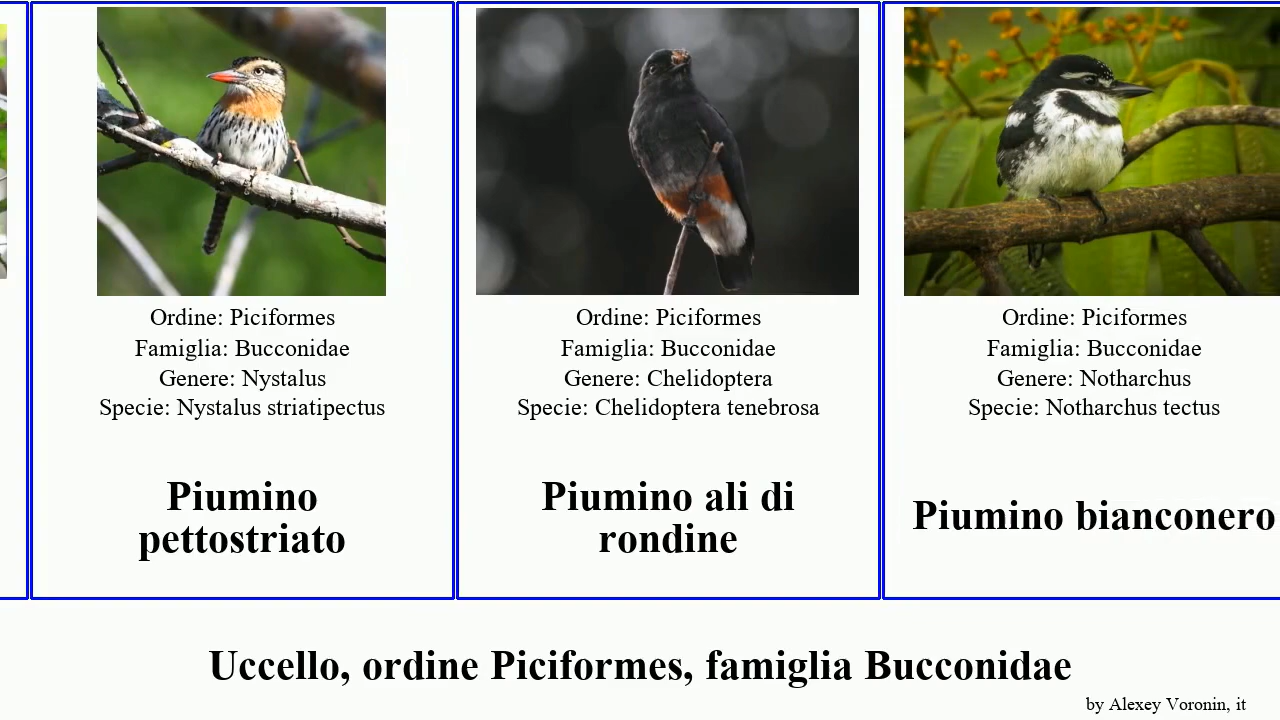 Ordine: Piciformes
Famiglia: Bucconidae
Genere: Nystalus
Specie: Nystalus striatipectus
Piumino
pettostriato
Ordine: Piciformes
Famiglia: Bucconidae
Genere: Chelidoptera
Specie: Chelidoptera tenebrosa
Piumino ali di
rondine
Ordine: Piciformes
Famiglia: Bucconidae
Genere: Notharchus
Specie: Notharchus tectus
Piumino bianconero
Uccello, ordine Piciformes, famiglia Bucconidae
by Alexey Voronin, it